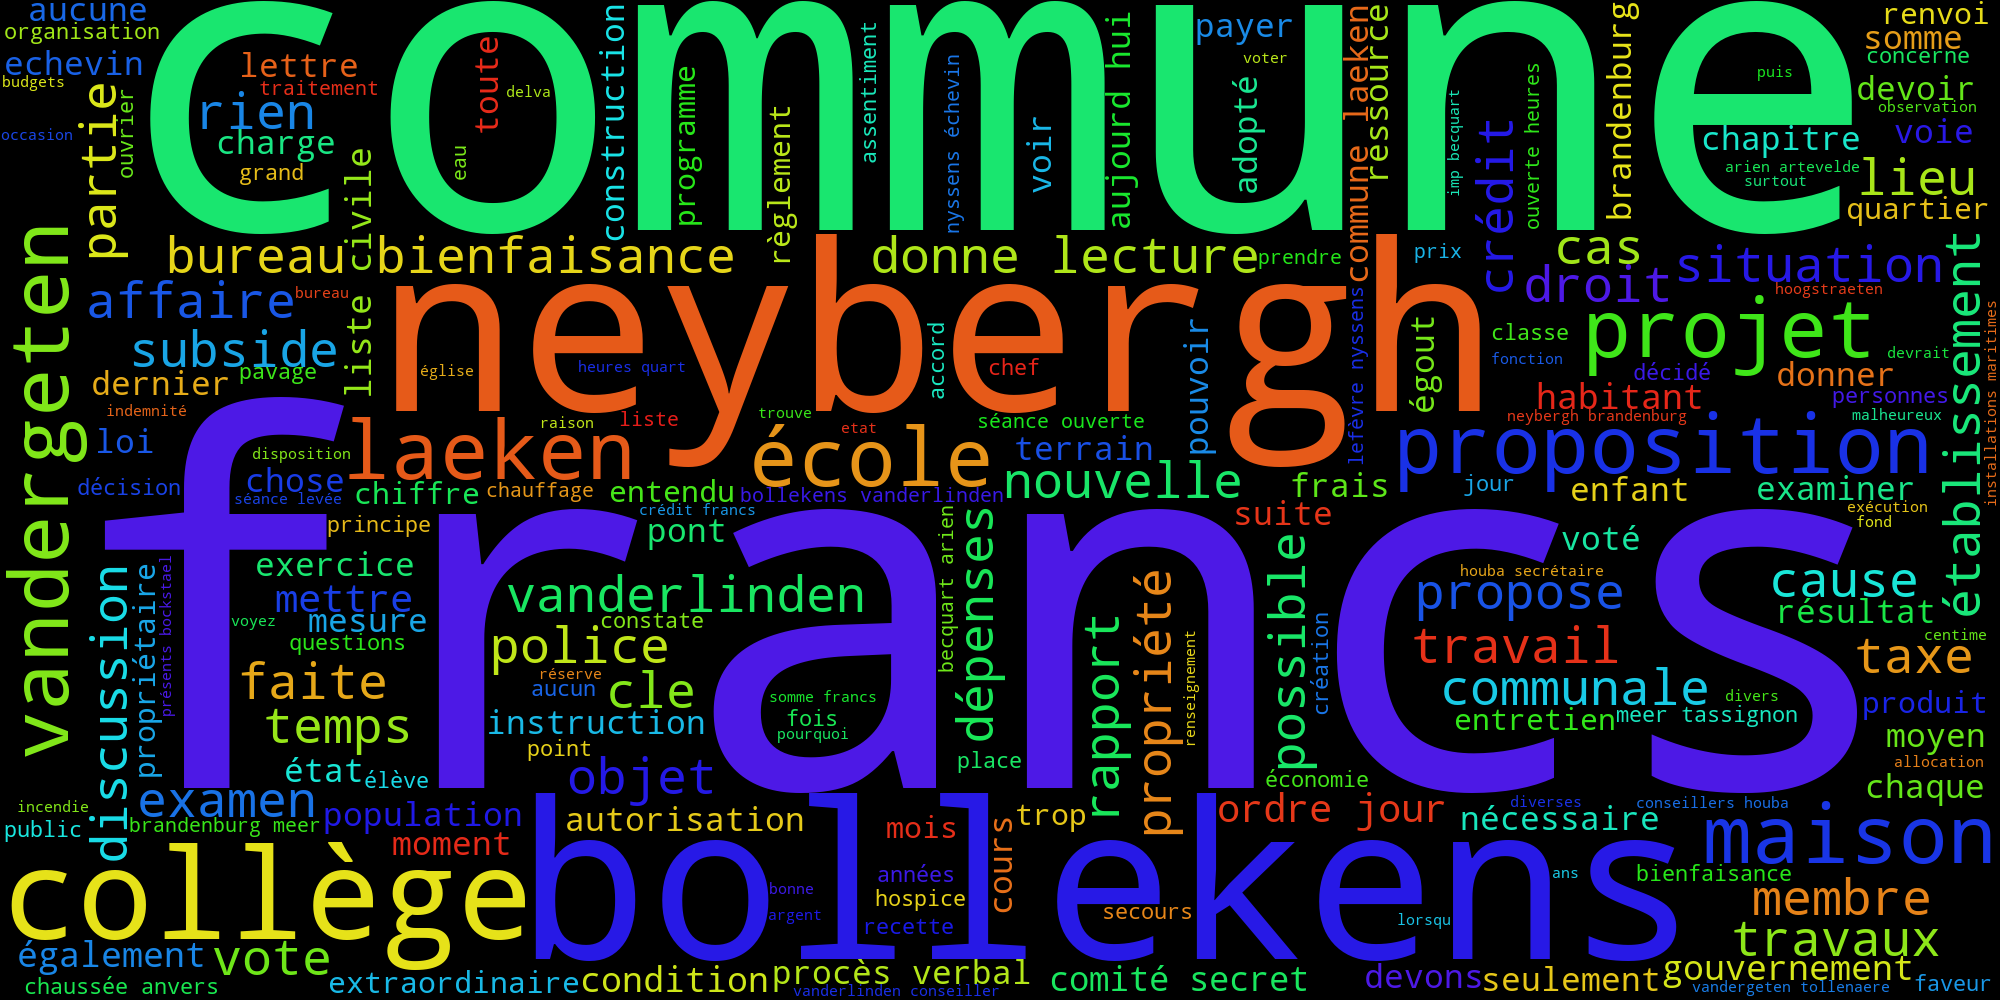 commune
francs
neybergh
bollekens
collège
vandergeten
laeken
école
projet
proposition
maison
aucune
organisation
echevin
budgets
occasion
ouvrier
partie
lettre
traitement
rien
charge
grand
toute
delva
eau
construction
programme
règlement
assentiment
nyssens échevin
voir
aujourd hui
payer
voter
adopté
commune laeken
ressource
imp becquart
crédit
ouverte heures
brandenburg
puis
chapitre
arien artevelde
surtout
renvoi
somme
concerne
devoir
observation
voie
lieu
quartier
bureau bienfaisance
liste civile
donne lecture
prendre
prix
cas
droit
situation
hoogstraeten
établissement
installations maritimes
affaire
bureau
subside
dernier
pavage
indemnité
loi
décision
église
heures quart
accord
chef
pouvoir
lefèvre nyssens
égout
classe
fonction
décidé
devrait
donner
habitant
personnes
neybergh brandenburg
malheureux
raison
liste
trouve
etat
séance ouverte
terrain
disposition
chose
séance levée
chiffre
chauffage
entendu
bollekens vanderlinden
nouvelle
frais
jour
enfant
examiner
exécution
fond
principe
crédit francs
pont
suite
voté
exercice
mettre
mesure
voyez
questions
vanderlinden
constate
police
réserve
aucun
cle
becquart arien
dépenses
possible
houba secrétaire
propose
cause
résultat
centime
discussion
propriétaire
présents bockstael
faite
temps
instruction
point
somme francs
fois
pourquoi
rapport
propriété
renseignement
création
travail
communale
divers
entretien
meer tassignon
taxe
produit
moyen
allocation
état
élève
objet
place
économie
chaque
incendie
public
examen
brandenburg meer
population
moment
autorisation
mois
cours
trop
ordre jour
diverses
conseillers houba
nécessaire
années
bonne
argent
hospice
recette
secours
lorsqu
ans
bienfaisance
membre
travaux
également
vote
chaussée anvers
extraordinaire
condition
procès verbal
vanderlinden conseiller
comité secret
devons
seulement
gouvernement
vandergeten tollenaere
faveur